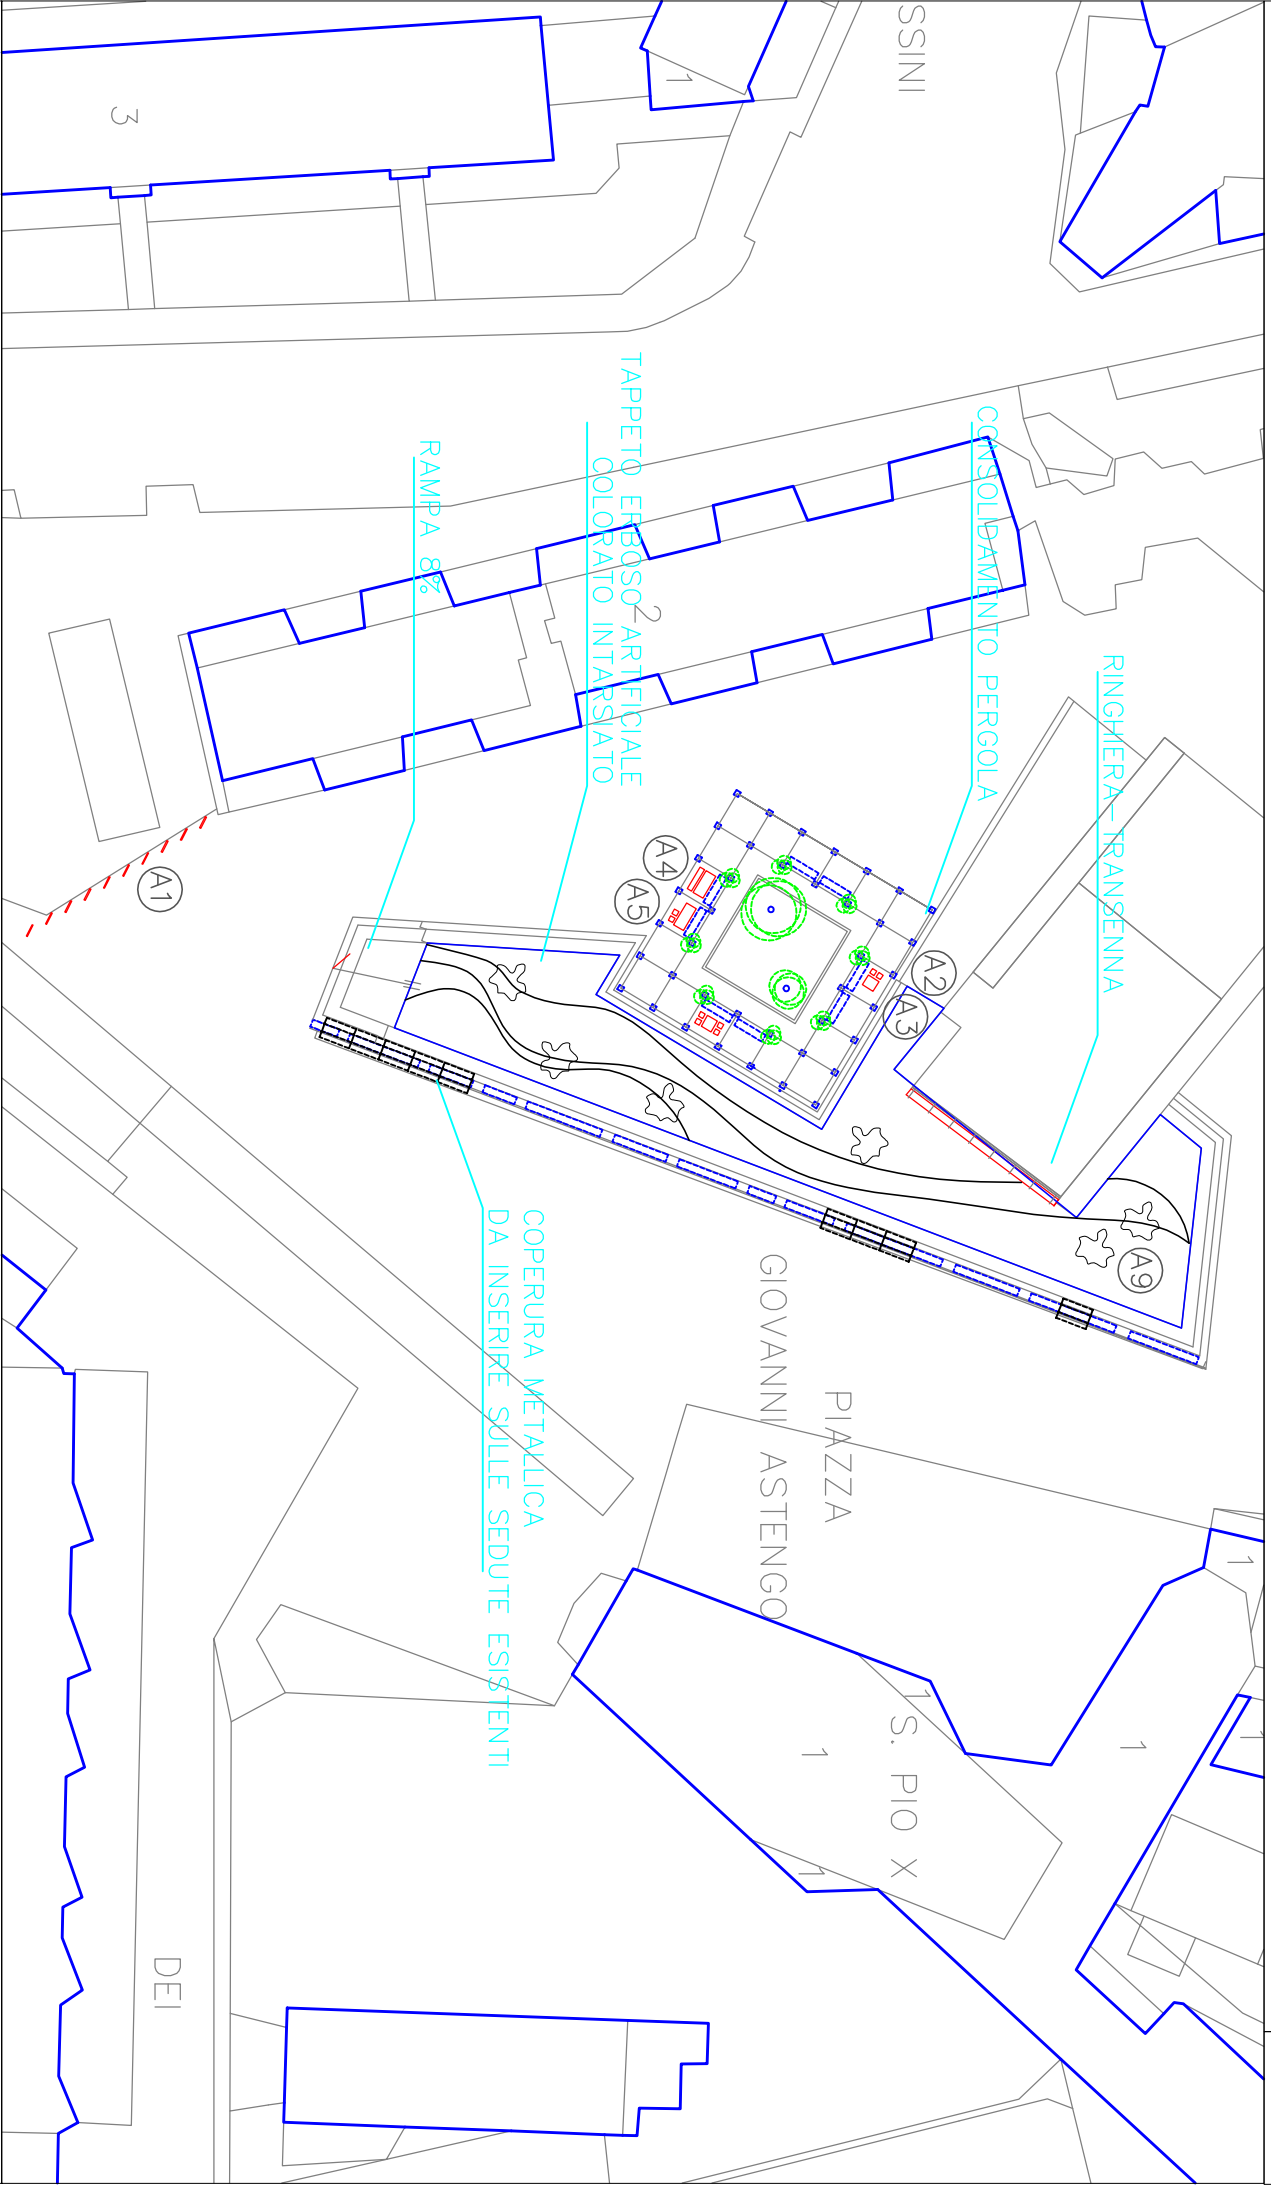 SSINI
3
1
RINGHIERA-TRANSENNA
CONSOLIDAMENTO PERGOLA
TAPPETO ERBOSO ARTIFICIALE
COLORATO INTARSIATO
2
RAMPA 8%
A1
A4
A5
A2
A3
A9
COPERURA METALLICA
DA INSERIRE SULLE SEDUTE ESISTENTI
PIAZZA
GIOVANNI ASTENGO
1
1
1
1
S. PIO X
1
1
DEI